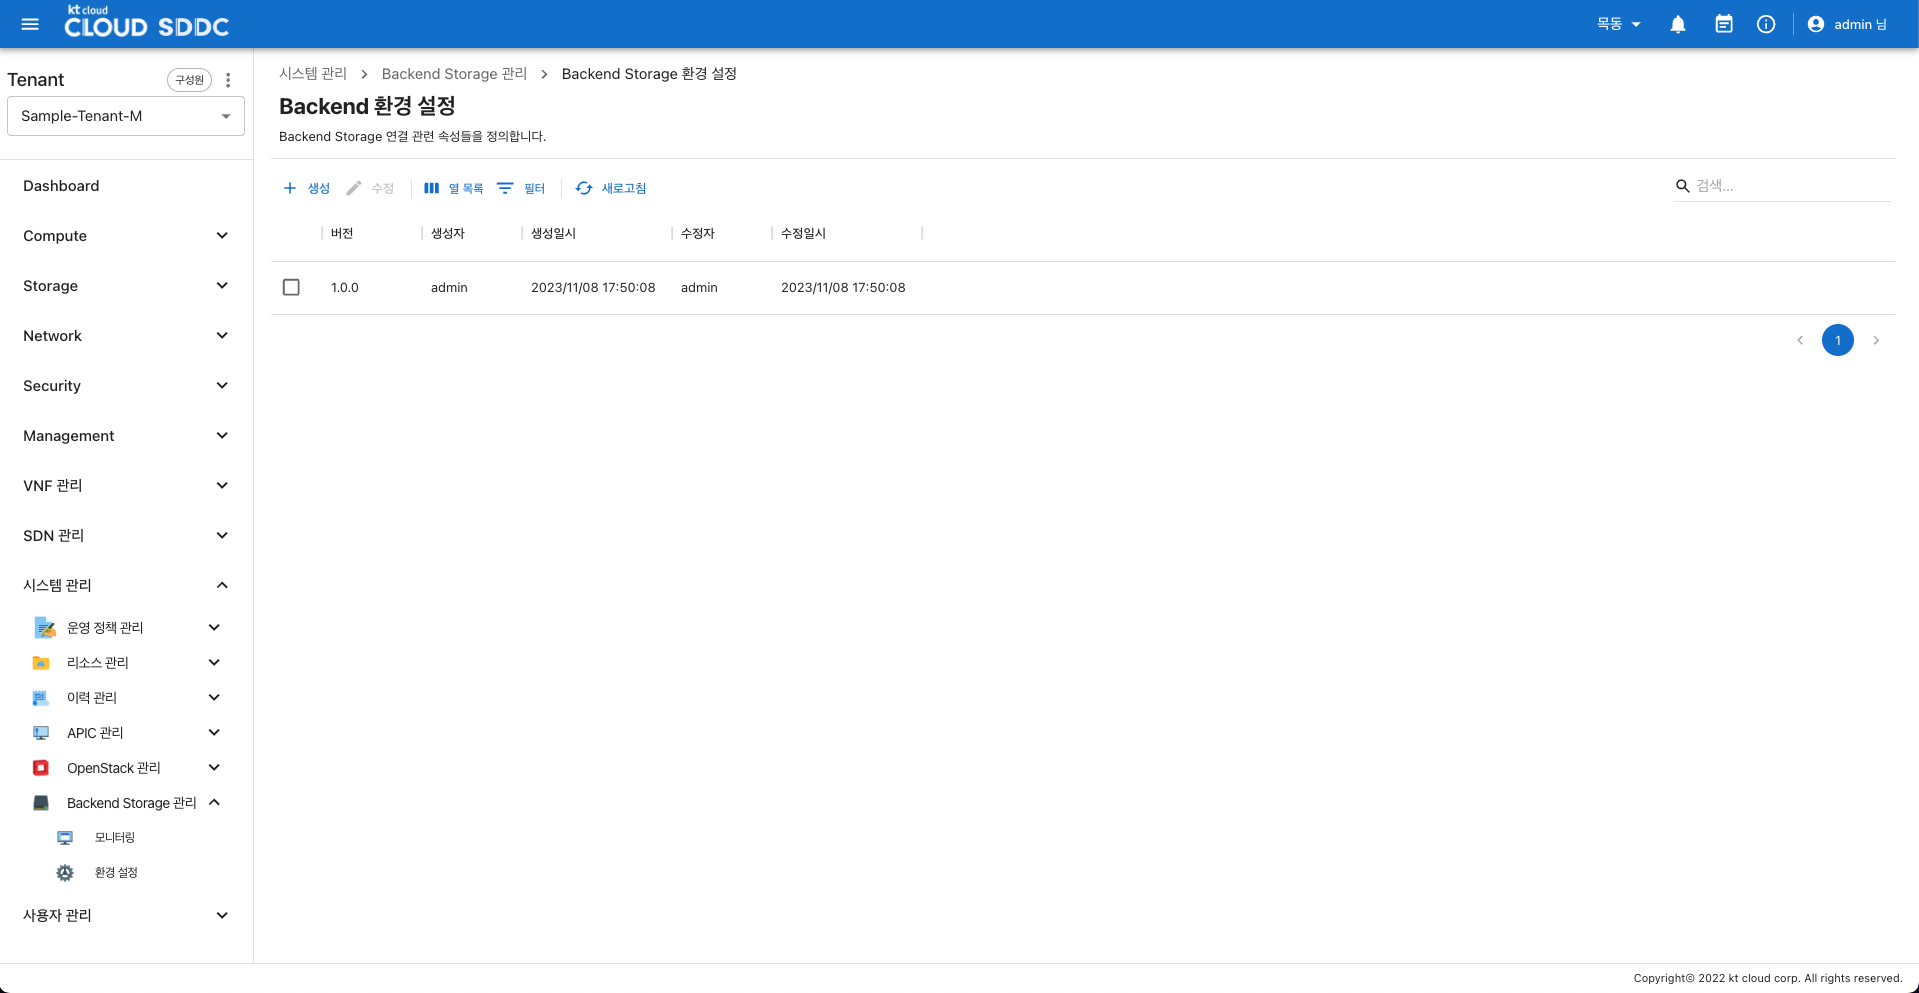 kt cloud
CLOUD SDDC
목동
admin 님
Tenant
구성원
Sample-Tenant-M
Dashboard
Compute
Storage
Network
Security
Management
VNF 관리
SDN 관리
시스템 관리
운영 정책 관리
리소스 관리
이력 관리
APIC 관리
OpenStack 관리
Backend Storage 관리
모니터링
환경 설정
사용자 관리
시스템 관리 > Backend Storage 관리 > Backend Storage 환경 설정
Backend 환경 설정
Backend Storage 연결 관련 속성들을 정의합니다.
생성 수정 열 목록 필터 새로고침 검색...
버전 생성자 생성일시 수정자 수정일시
1.0.0 admin 2023/11/08 17:50:08 admin 2023/11/08 17:50:08
1
Copyright© 2022 kt cloud corp. All rights reserved.